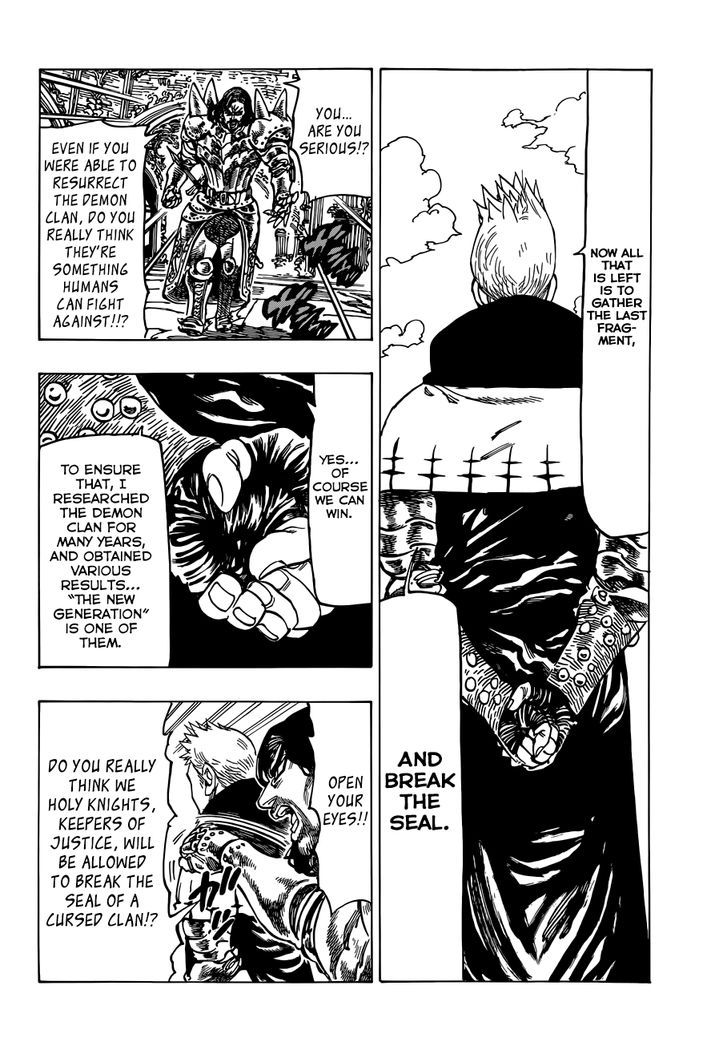 NOW ALL
THAT
IS LEFT
IS TO
GATHER
THE LAST
FRAG-
MENT,
AND
BREAK
THE
SEAL.
YOU...
ARE YOU
SERIOUS!?
EVEN IF YOU
WERE ABLE TO
RESURRECT
THE DEMON
CLAN, DO YOU
REALLY THINK
THEY'RE
SOMETHING
HUMANS
CAN FIGHT
AGAINST!!?
YES...
OF
COURSE
WE CAN
WIN.
TO ENSURE
THAT, I
RESEARCHED
THE DEMON
CLAN FOR
MANY YEARS,
AND OBTAINED
VARIOUS
RESULTS...
"THE NEW
GENERATION"
IS ONE OF
THEM.
OPEN
YOUR
EYES!!
DO YOU REALLY
THINK WE
HOLY KNIGHTS,
KEEPERS OF
JUSTICE, WILL
BE ALLOWED
TO BREAK THE
SEAL OF A
CURSED CLAN!?